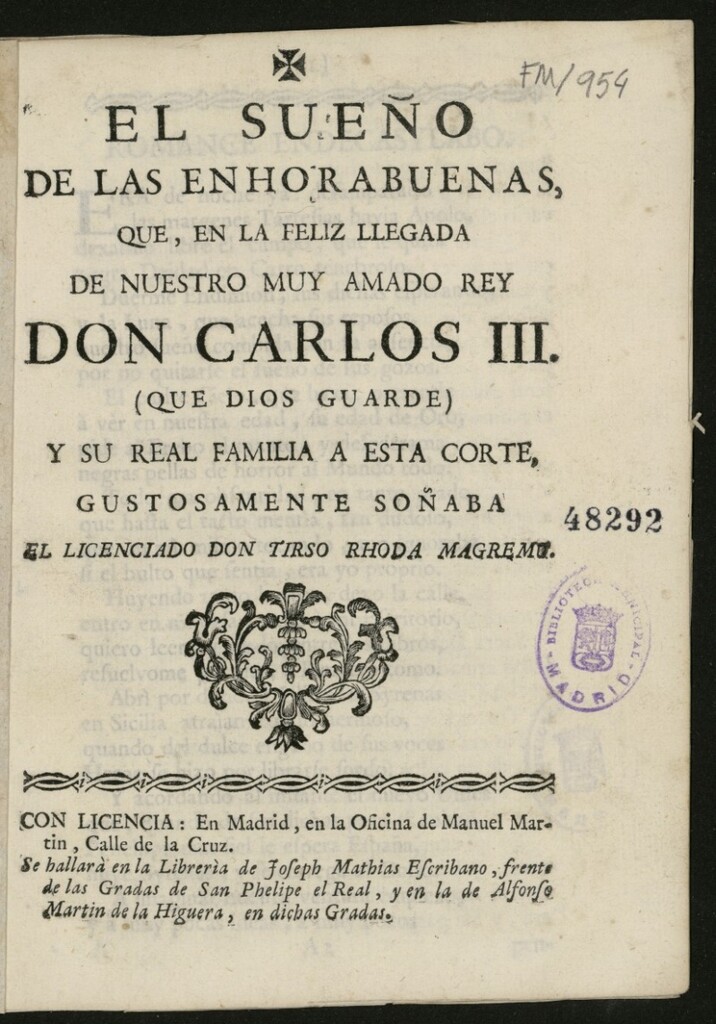 FM/954
✠
EL SUEÑO
DE LAS ENHORABUENAS,
QUE, EN LA FELIZ LLEGADA
DE NUESTRO MUY AMADO REY
DON CARLOS III.
(QUE DIOS GUARDE)
Y SU REAL FAMILIA A ESTA CORTE,
GUSTOSAMENTE SOÑABA
EL LICENCIADO DON TIRSO RHODA MAGREMT.
48292
BIBLIOTECA MUNICIPAL
MADRID
CON LICENCIA: En Madrid, en la Oficina de Manuel Mar-
tin, Calle de la Cruz.
Se hallarà en la Librerìa de Joſeph Mathias Eſcribano, frente
de las Gradas de San Phelipe el Real, y en la de Alfonſo
Martin de la Higuera, en dichas Gradas.